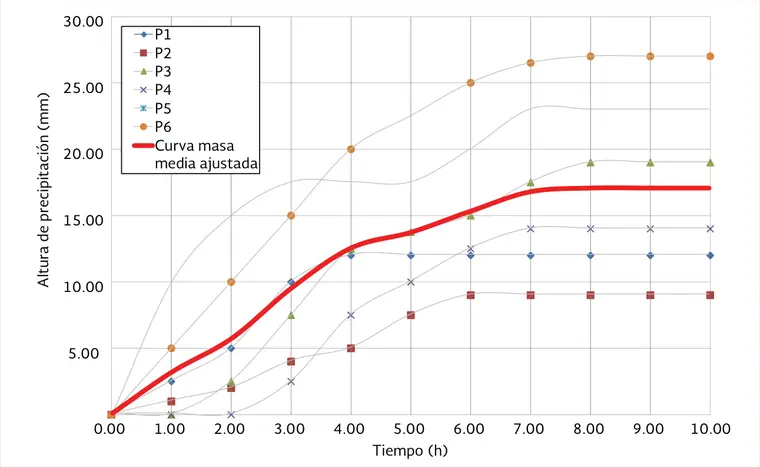 30.00
25.00
20.00
15.00
10.00
5.00
Altura de precipitación (mm)
P1
P2
P3
P4
P5
P6
Curva masa
media ajustada
0.00 1.00 2.00 3.00 4.00 5.00 6.00 7.00 8.00 9.00 10.00
Tiempo (h)